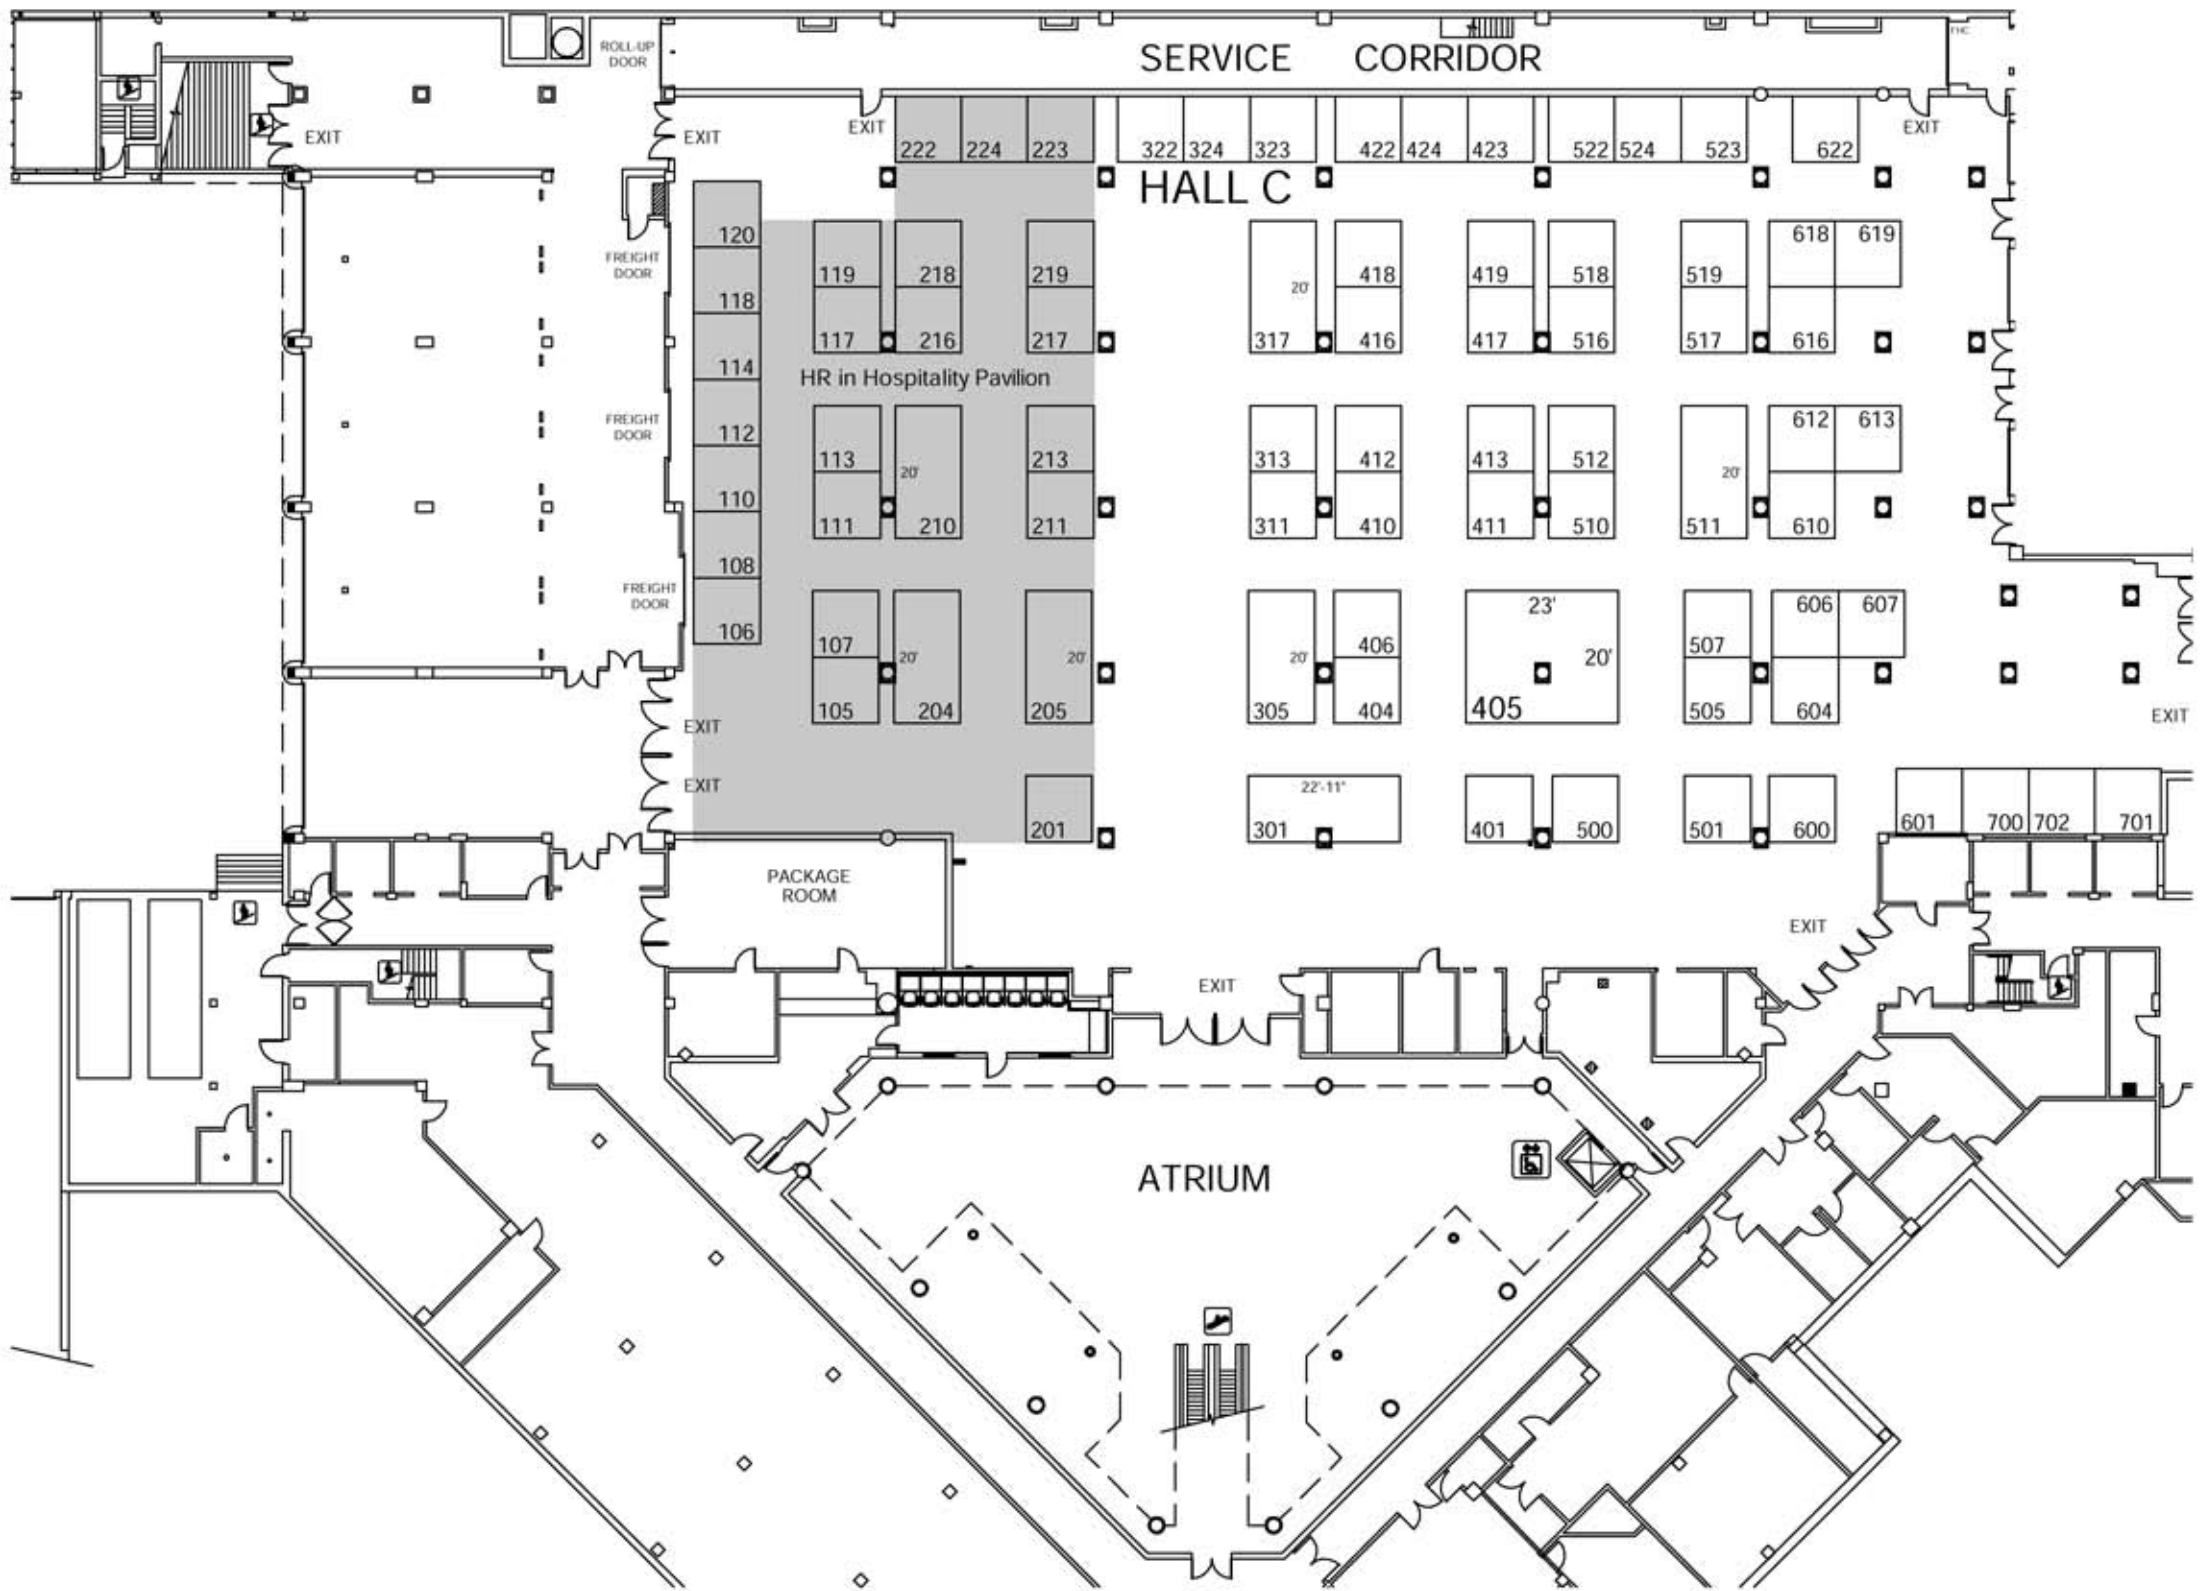 ROLL-UP
DOOR
SERVICE CORRIDOR
THC
EXIT
EXIT
EXIT
EXIT
222 224 223 322 324 323 422 424 423 522 524 523 622
HALL C
120
FREIGHT
DOOR
119 218 219 20' 418 419 518 519 618 619
118
117 216 217 317 416 417 516 517 616
114
HR in Hospitality Pavilion
FREIGHT
DOOR
112
113 20' 213 313 412 413 512 20' 612 613
110
111 210 211 311 410 411 510 511 610
108
FREIGHT
DOOR
106
107 20' 20' 20' 406 23' 20' 507 606 607
105 204 205 305 404 405 505 604
EXIT
EXIT
EXIT
22'-11"
201 301 401 500 501 600 601 700 702 701
PACKAGE
ROOM
EXIT
EXIT
ATRIUM